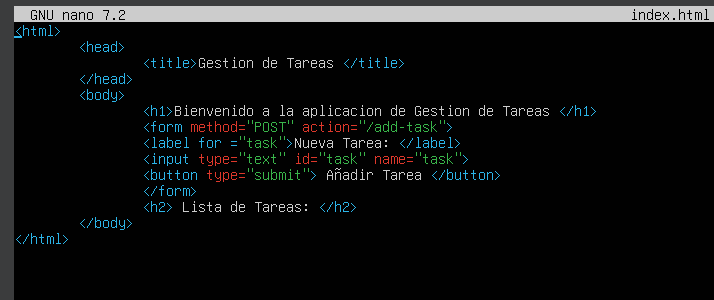 GNU nano 7.2 index.html
<html>
<head>
<title>Gestion de Tareas </title>
</head>
<body>
<h1>Bienvenido a la aplicacion de Gestion de Tareas </h1>
<form method="POST" action="/add-task">
<label for ="task">Nueva Tarea: </label>
<input type="text" id="task" name="task">
<button type="submit"> Añadir Tarea </button>
</form>
<h2> Lista de Tareas: </h2>
</body>
</html>